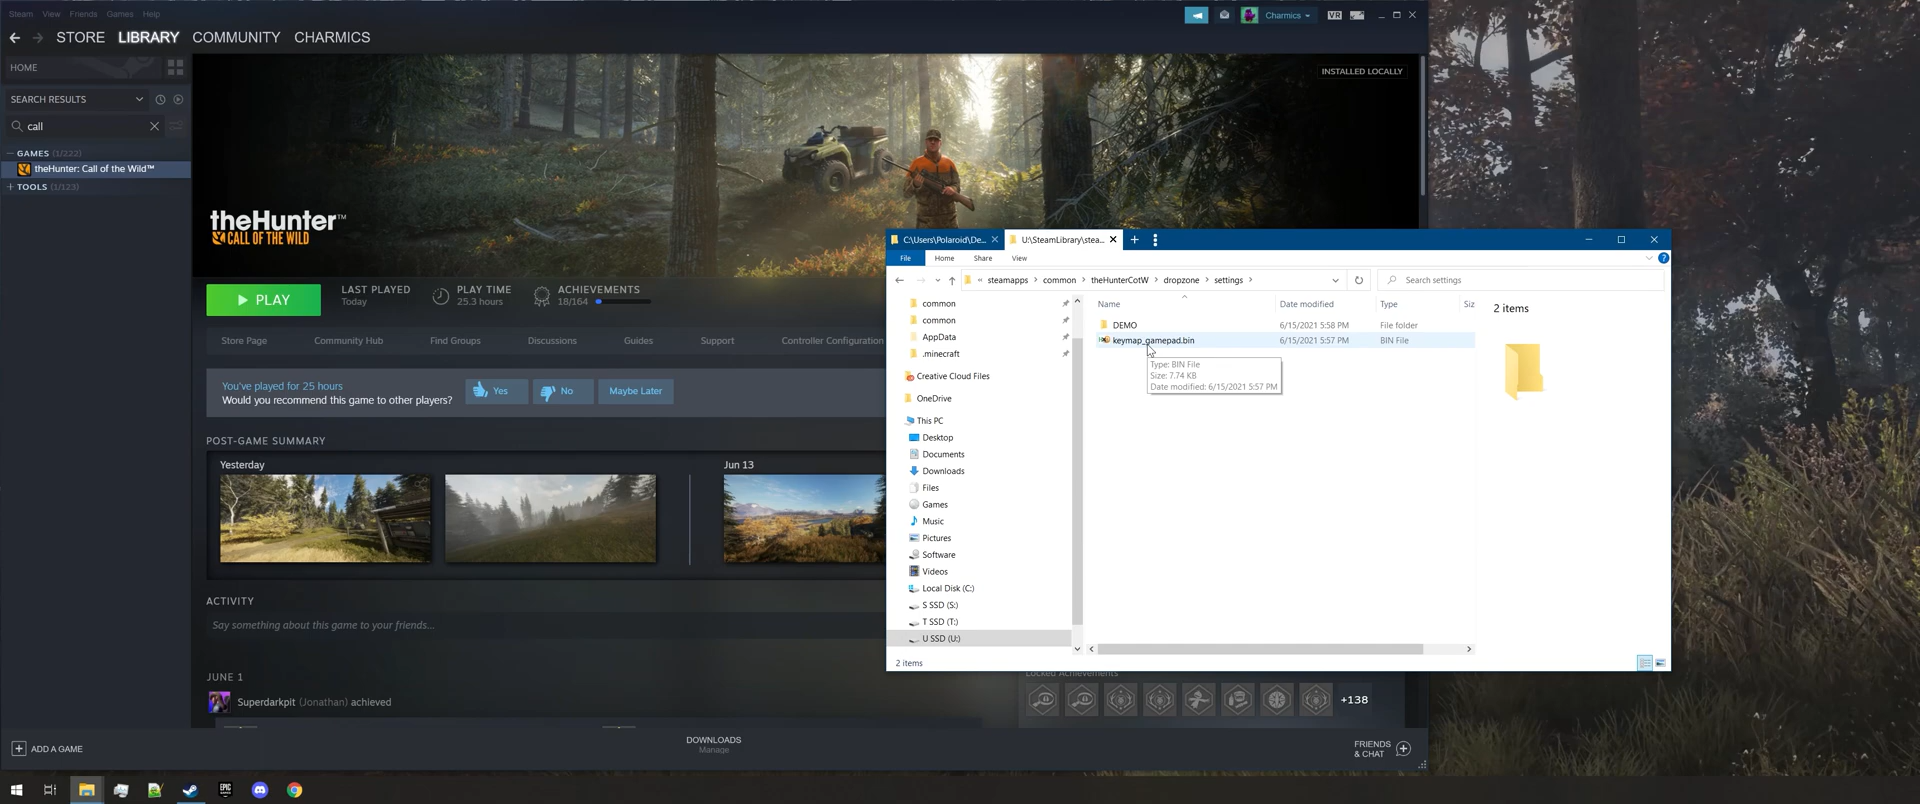 Steam View Friends Games Help
Charmics
VR
STORE LIBRARY COMMUNITY CHARMICS
HOME
INSTALLED LOCALLY
SEARCH RESULTS
call
GAMES (1/222)
theHunter: Call of the Wild™
TOOLS (1/123)
theHunter™
CALL OF THE WILD
PLAY
LAST PLAYED
Today
PLAY TIME
25.3 hours
ACHIEVEMENTS
18/164
Store Page Community Hub Find Groups Discussions Guides Support Controller Configuration
You've played for 25 hours
Would you recommend this game to other players?
Yes
No
Maybe Later
POST-GAME SUMMARY
Yesterday
Jun 13
ACTIVITY
Say something about this game to your friends...
JUNE 1
Superdarkpit (Jonathan) achieved
Locked Achievements
+138
ADD A GAME
DOWNLOADS
Manage
FRIENDS
& CHAT
C:\Users\Polaroid\De...
U:\SteamLibrary\stea...
File Home Share View
« steamapps > common > theHunterCotW > dropzone > settings >
Search settings
common
common
AppData
.minecraft
Creative Cloud Files
OneDrive
This PC
Desktop
Documents
Downloads
Files
Games
Music
Pictures
Software
Videos
Local Disk (C:)
S SSD (S:)
T SSD (T:)
U SSD (U:)
Name Date modified Type Siz
DEMO 6/15/2021 5:58 PM File folder
keymap_gamepad.bin 6/15/2021 5:57 PM BIN File
Type: BIN File
Size: 7.74 KB
Date modified: 6/15/2021 5:57 PM
2 items
2 items
EPIC